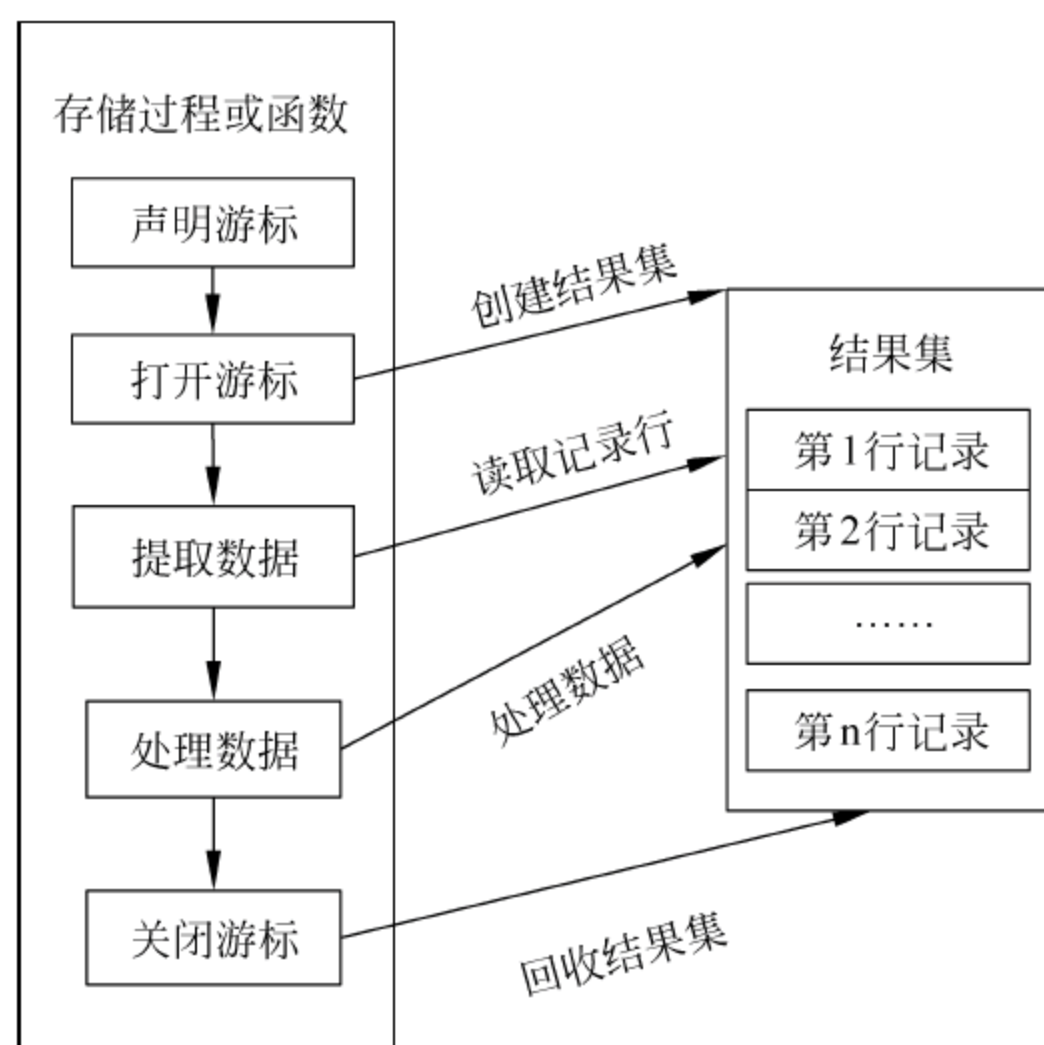 存储过程或函数
声明游标
打开游标
提取数据
处理数据
关闭游标
创建结果集
读取记录行
处理数据
回收结果集
结果集
第1行记录
第2行记录
……
第n行记录